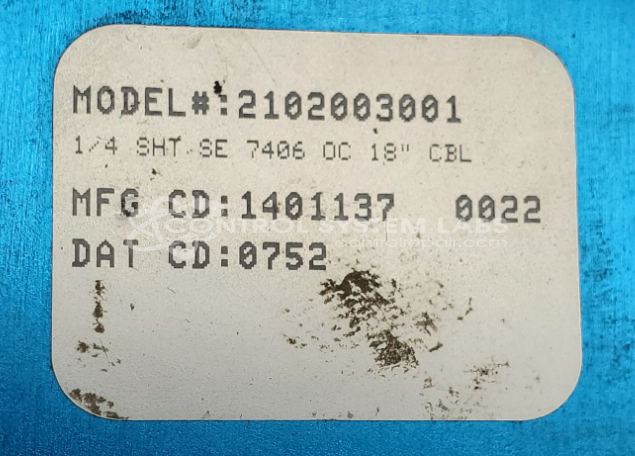 MODEL#:2102003001
1/4 SHT SE 7406 OC 18" CBL
MFG CD:1401137 0022
CONTROL SYSTEM LABS
DAT CD:0752